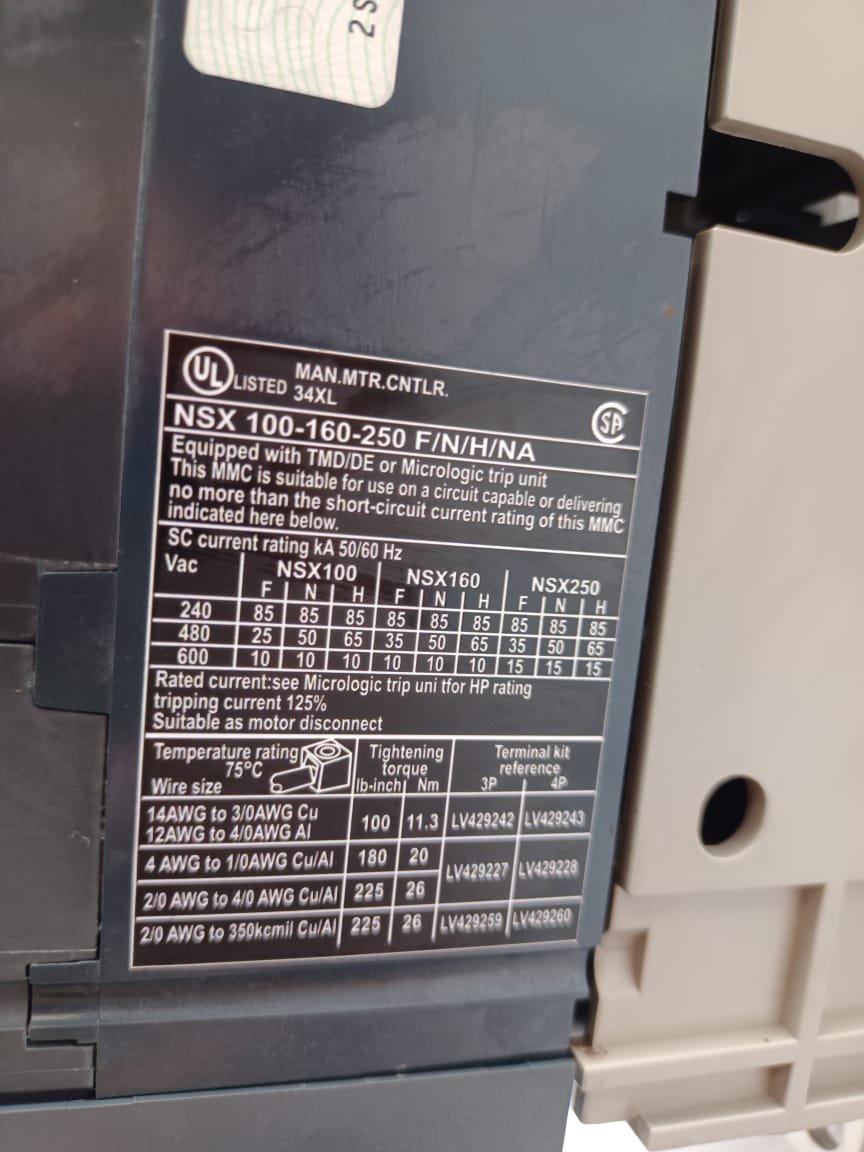 2S
UL LISTED MAN.MTR.CNTLR.
34XL
SA
NSX 100-160-250 F/N/H/NA
Equipped with TMD/DE or Micrologic trip unit
This MMC is suitable for use on a circuit capable or delivering
no more than the short-circuit current rating of this MMC
indicated here below.
SC current rating kA 50/60 Hz
Vac NSX100 NSX160 NSX250
F N H F N H F N H
240 85 85 85 85 85 85 85 85 85
480 25 50 65 35 50 65 35 50 65
600 10 10 10 10 10 10 15 15 15
Rated current:see Micrologic trip uni tfor HP rating
tripping current 125%
Suitable as motor disconnect
Temperature rating Tightening Terminal kit
75°C torque reference
Wire size lb-inch Nm 3P 4P
14AWG to 3/0AWG Cu
12AWG to 4/0AWG Al 100 11.3 LV429242 LV429243
4 AWG to 1/0AWG Cu/Al 180 20 LV429227 LV429228
2/0 AWG to 4/0 AWG Cu/Al 225 26
2/0 AWG to 350kcmil Cu/Al 225 26 LV429259 LV429260